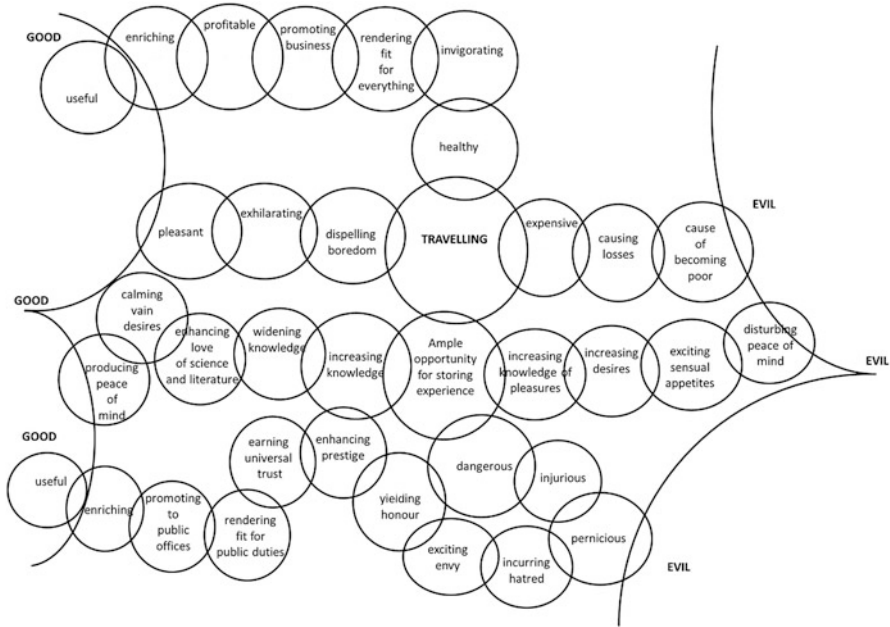 GOOD
useful
enriching
profitable
promoting
business
rendering
fit
for
everything
invigorating
healthy
pleasant
exhilarating
dispelling
boredom
TRAVELLING
expensive
causing
losses
cause
of
becoming
poor
EVIL
GOOD
calming
vain
desires
producing
peace
of
mind
enhancing
love
of science
and literature
widening
knowledge
increasing
knowledge
Ample
opportunity
for storing
experience
increasing
knowledge of
pleasures
increasing
desires
exciting
sensual
appetites
disturbing
peace of
mind
EVIL
GOOD
useful
enriching
promoting
to
public
offices
rendering
fit for
public duties
earning
universal
trust
enhancing
prestige
yieiding
honour
dangerous
injurious
exciting
envy
incurring
hatred
pernicious
EVIL